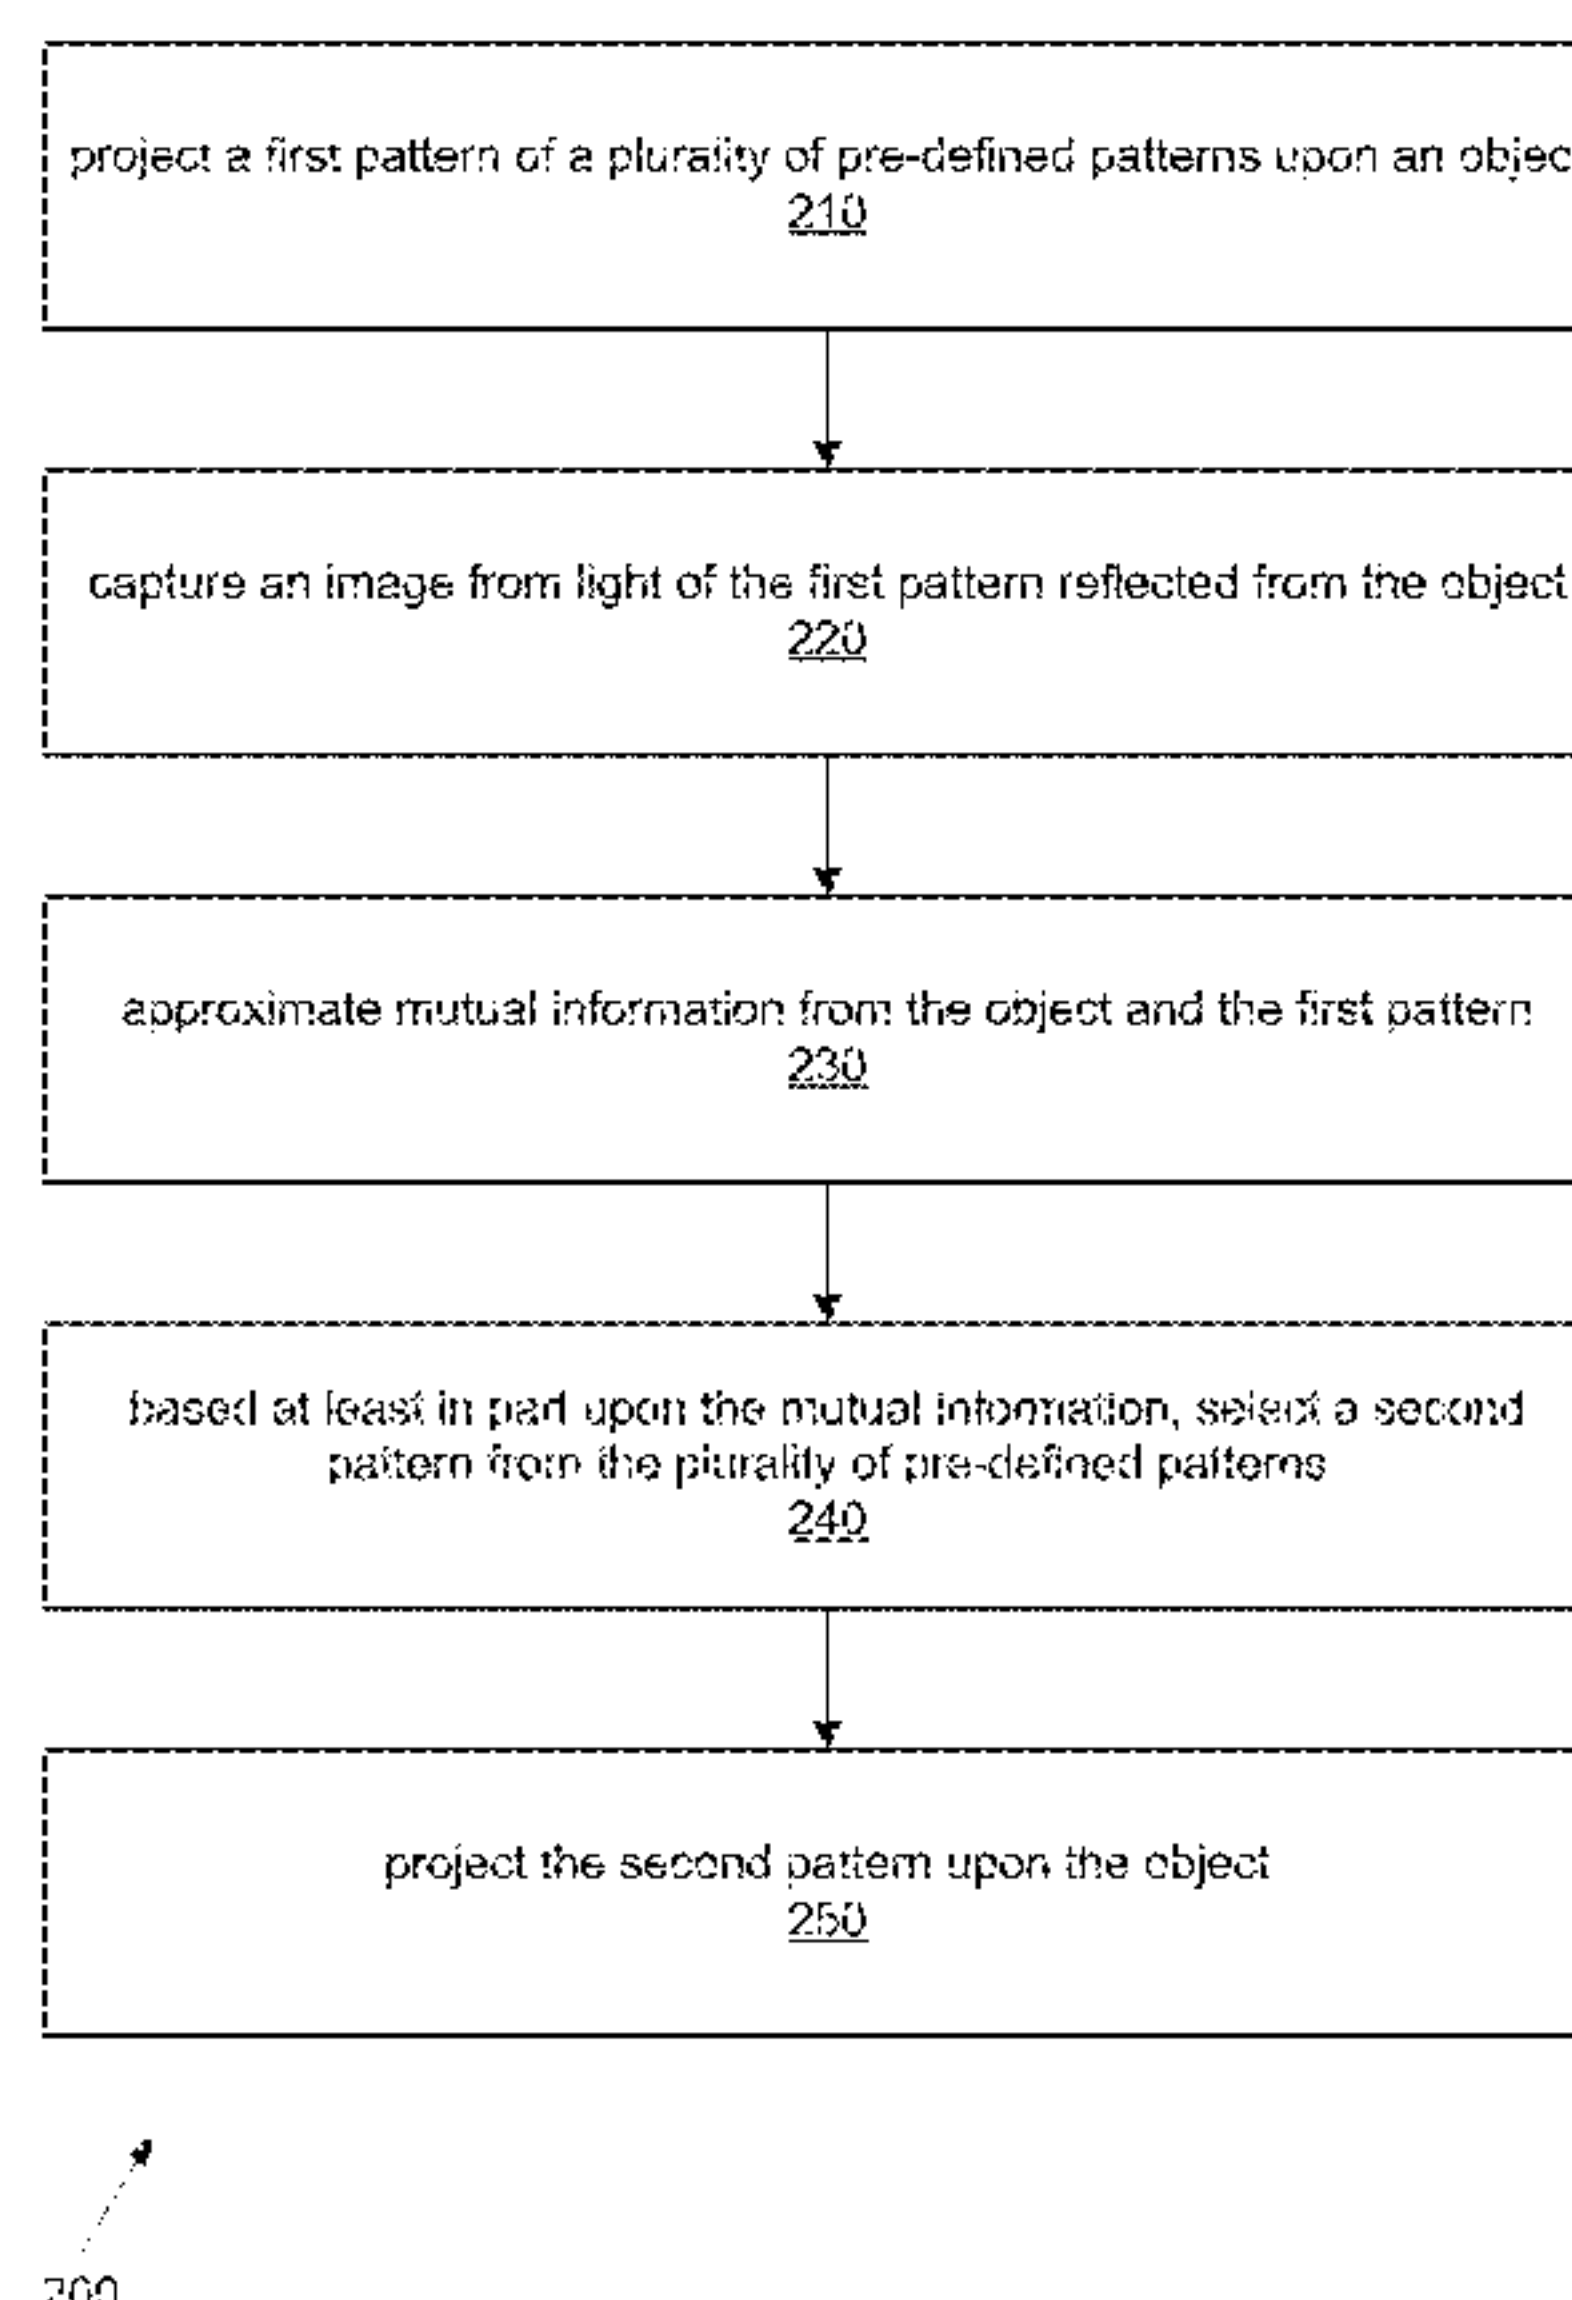 project a first pattern of a plurality of pre-defined patterns upon an objec
210
capture an image from light of the first pattern reflected from the object
220
approximate mutual information from the object and the first pattern
230
based at least in part upon the mutual information, select a second
pattern from the plurality of pre-defined patterns
240
project the second pattern upon the object
250
200